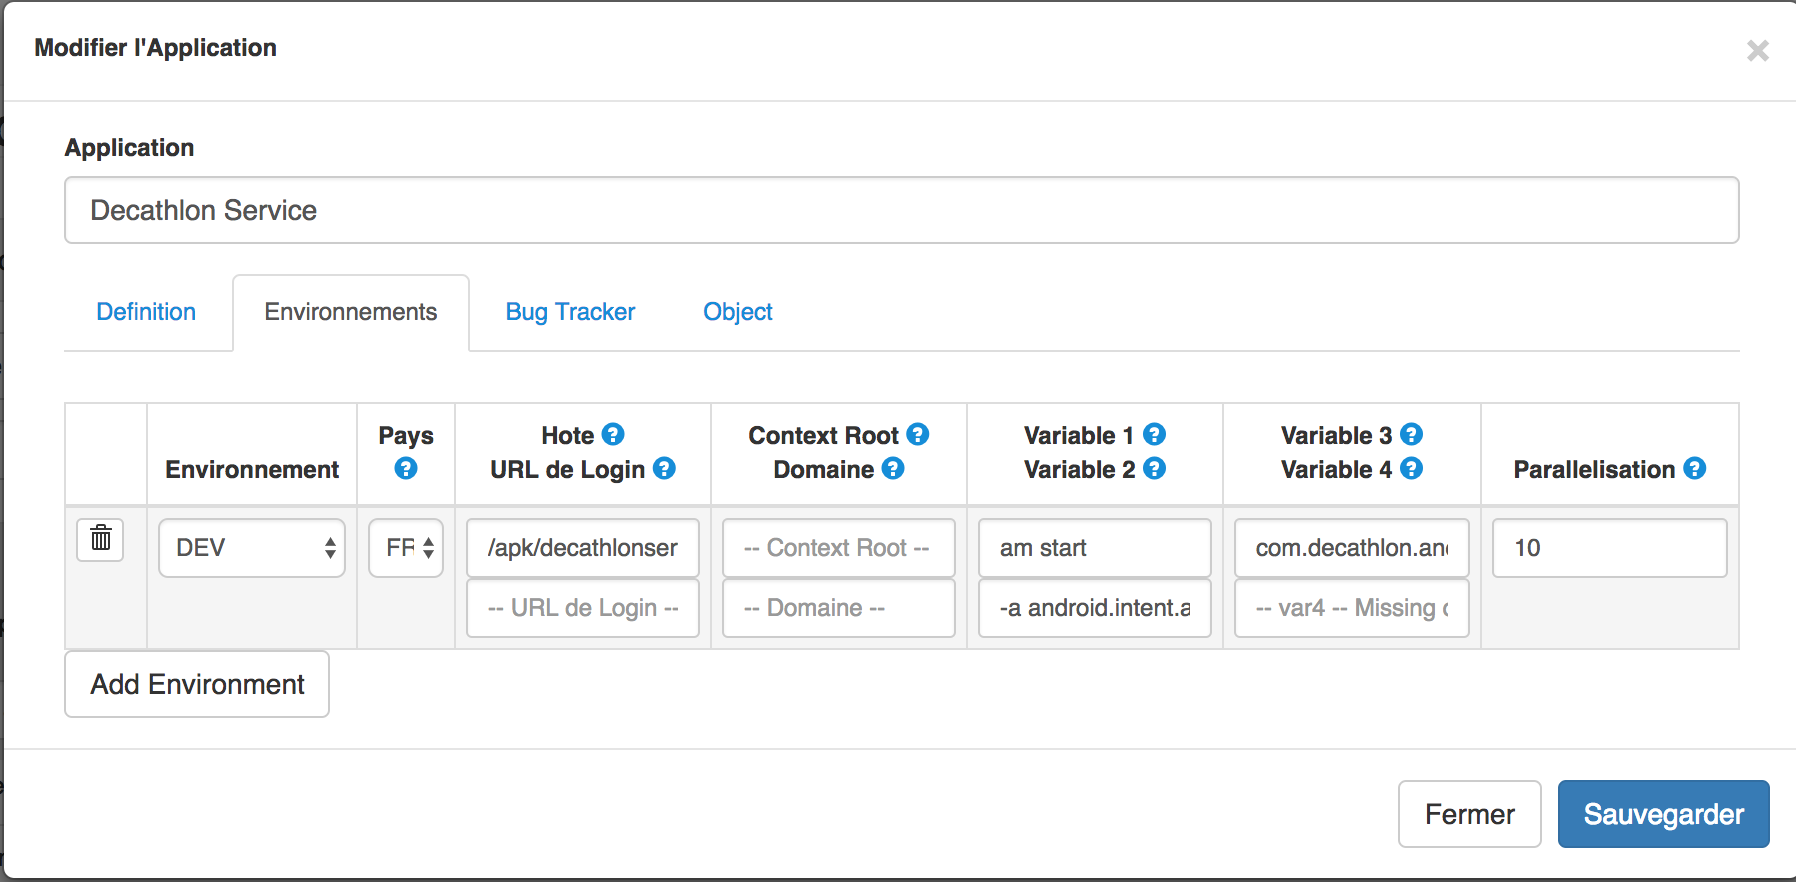 Modifier l'Application
×
Application
Decathlon Service
Definition Environnements Bug Tracker Object
Environnement
Pays
Hote
URL de Login
Context Root
Domaine
Variable 1
Variable 2
Variable 3
Variable 4
Parallelisation
DEV
FR
/apk/decathlonser
-- URL de Login --
-- Context Root --
-- Domaine --
am start
-a android.intent.a
com.decathlon.an
-- var4 -- Missing
10
Add Environment
Fermer Sauvegarder